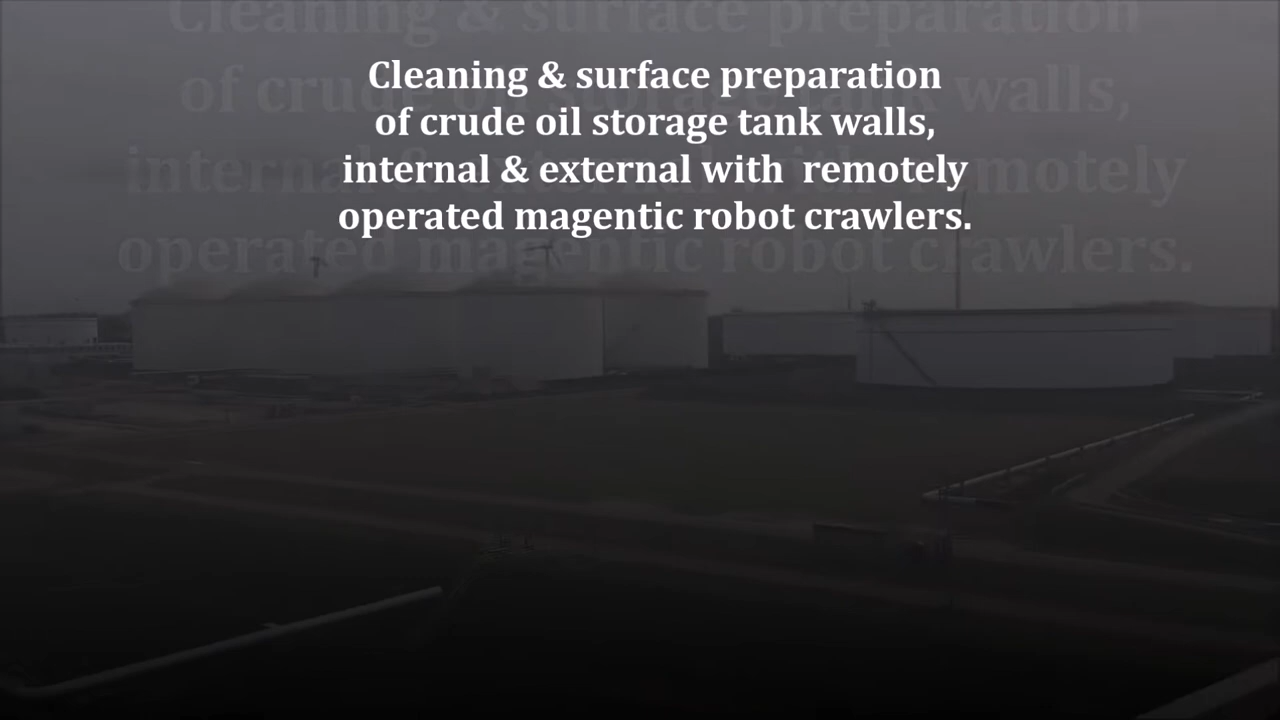 Cleaning & surface preparation
of crude oil storage tank walls,
internal & external with  remotely
operated magentic robot crawlers.